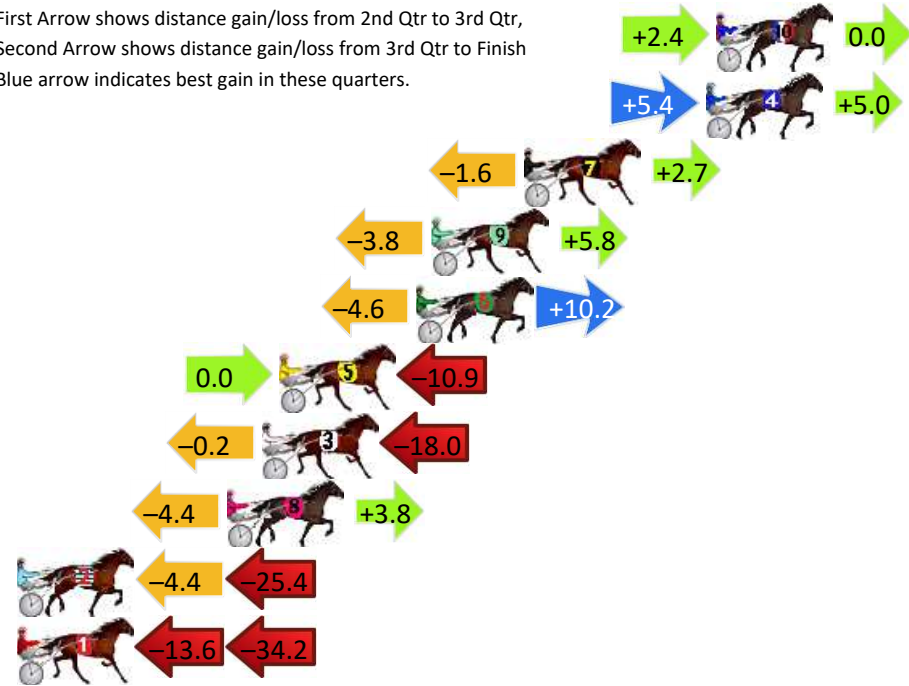 First Arrow shows distance gain/loss from 2nd Qtr to 3rd Qtr,
Second Arrow shows distance gain/loss from 3rd Qtr to Finish
Blue arrow indicates best gain in these quarters.
+2.4 10 0.0
+5.4 4 +5.0
–1.6 7 +2.7
–3.8 9 +5.8
–4.6 6 +10.2
0.0 5 –10.9
–0.2 3 –18.0
–4.4 8 +3.8
2 –4.4 –25.4
1 –13.6 –34.2